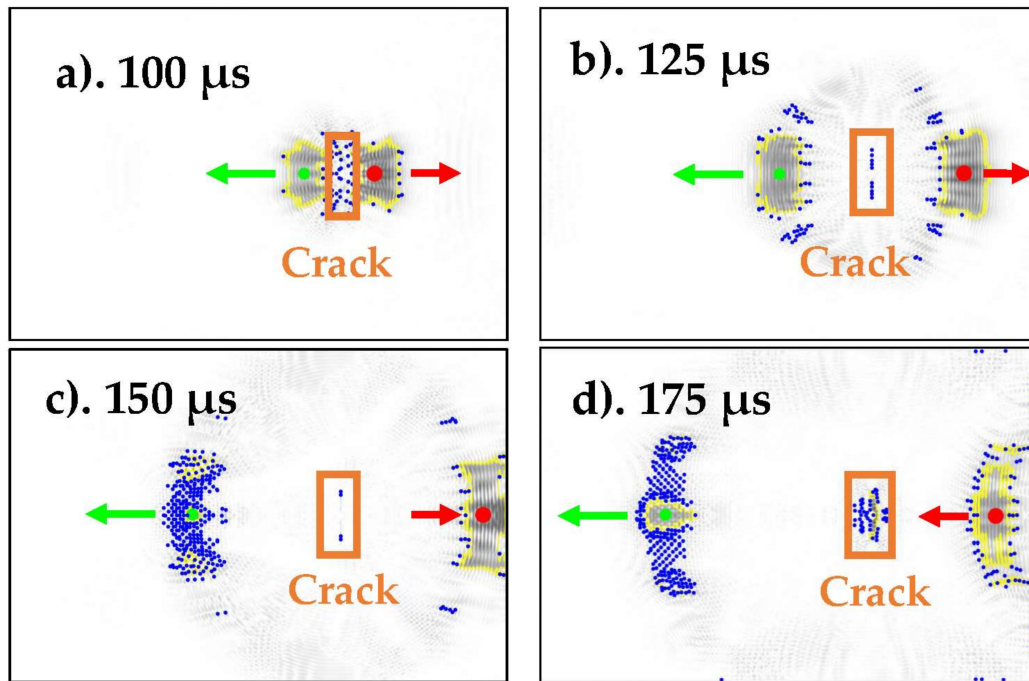 a). 100 μs
Crack
b). 125 μs
Crack
c). 150 μs
Crack
d). 175 μs
Crack